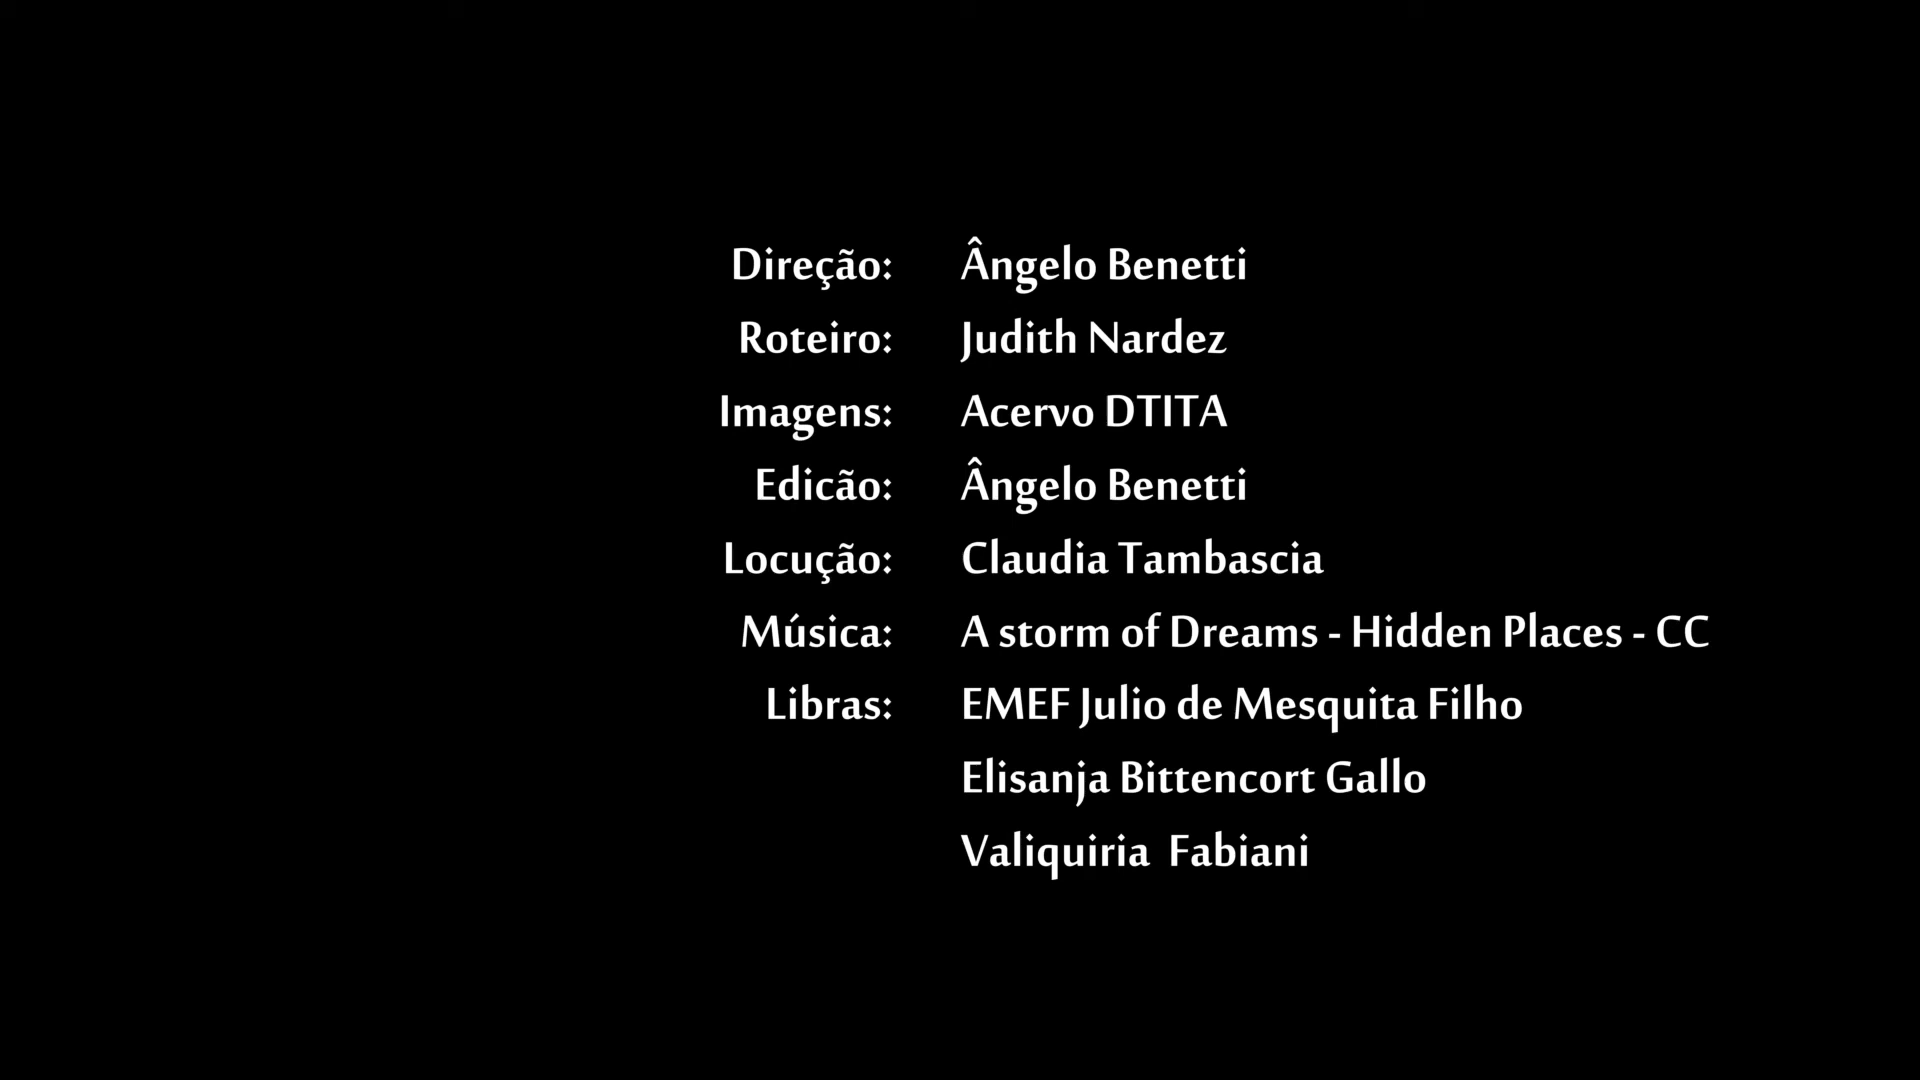 Direção: Ângelo Benetti
Roteiro: Judith Nardez
Imagens: Acervo DTITA
Edicão: Ângelo Benetti
Locução: Claudia Tambascia
Música: A storm of Dreams - Hidden Places - CC
Libras: EMEF Julio de Mesquita Filho
Elisanja Bittencort Gallo
Valiquiria Fabiani